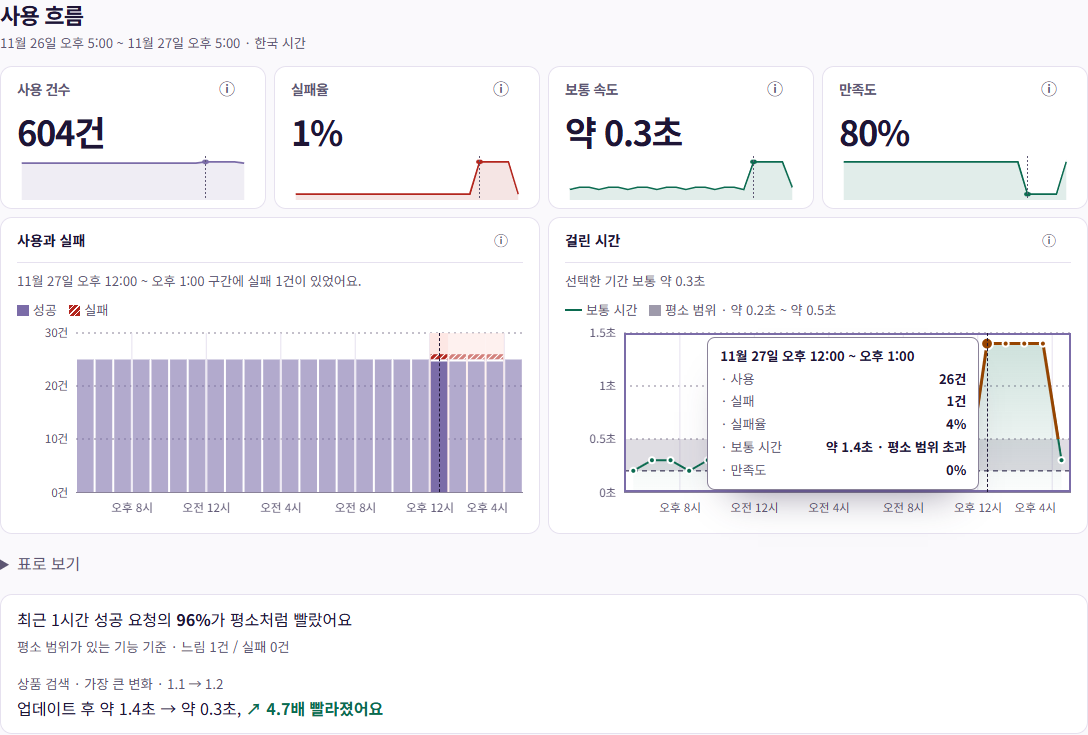 사용 흐름
11월 26일 오후 5:00 ~ 11월 27일 오후 5:00 · 한국 시간
사용 건수
604건
실패율
1%
보통 속도
약 0.3초
만족도
80%
사용과 실패
11월 27일 오후 12:00 ~ 오후 1:00 구간에 실패 1건이 있었어요.
성공 실패
30건
20건
10건
0건
오후 8시 오전 12시 오전 4시 오전 8시 오후 12시 오후 4시
걸린 시간
선택한 기간 보통 약 0.3초
보통 시간 평소 범위 · 약 0.2초 ~ 약 0.5초
1.5초
1초
0.5초
0초
11월 27일 오후 12:00 ~ 오후 1:00
· 사용 26건
· 실패 1건
· 실패율 4%
· 보통 시간 약 1.4초 · 평소 범위 초과
· 만족도 0%
오후 8시 오전 12시 오전 4시 오전 8시 오후 12시 오후 4시
▶ 표로 보기
최근 1시간 성공 요청의 96%가 평소처럼 빨랐어요
평소 범위가 있는 기능 기준 · 느림 1건 / 실패 0건
상품 검색 · 가장 큰 변화 · 1.1 → 1.2
업데이트 후 약 1.4초 → 약 0.3초, ↗ 4.7배 빨라졌어요